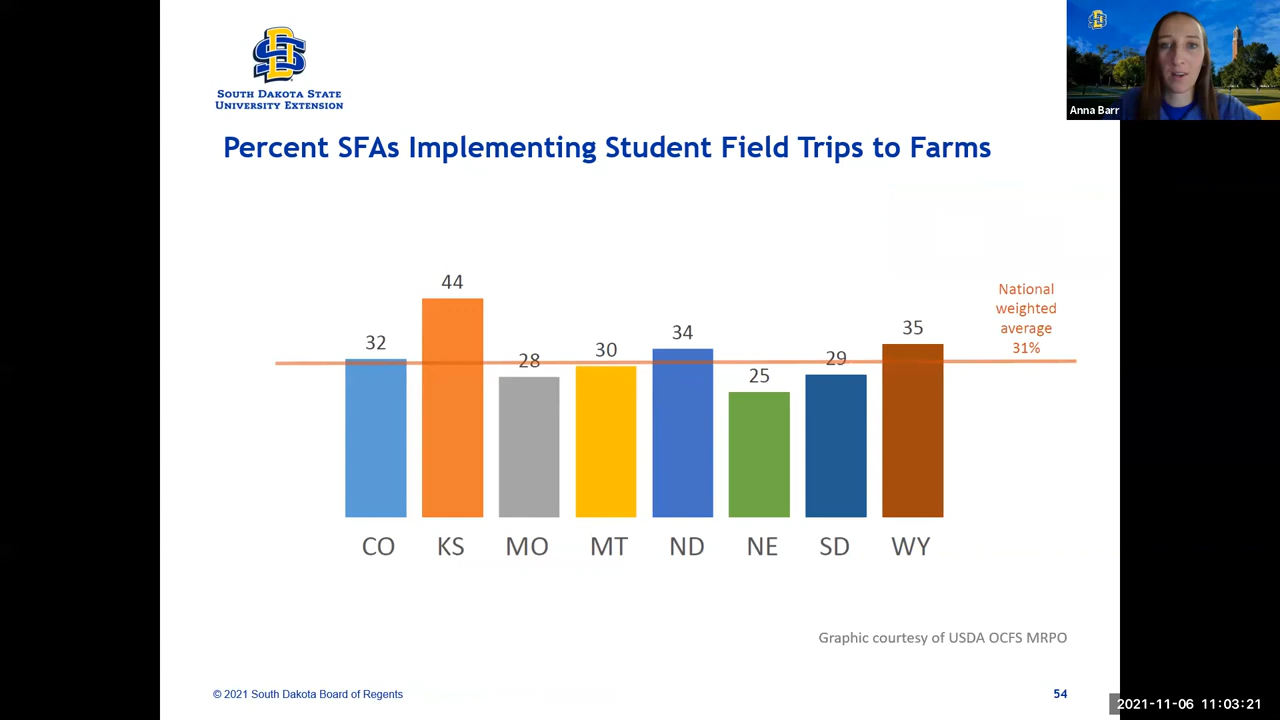 SOUTH DAKOTA STATE
UNIVERSITY EXTENSION
Anna Barr
Percent SFAs Implementing Student Field Trips to Farms
44
32
28
30
34
25
29
35
National
weighted
average
31%
CO KS MO MT ND NE SD WY
Graphic courtesy of USDA OCFS MRPO
© 2021 South Dakota Board of Regents
54
2021-11-06 11:03:21